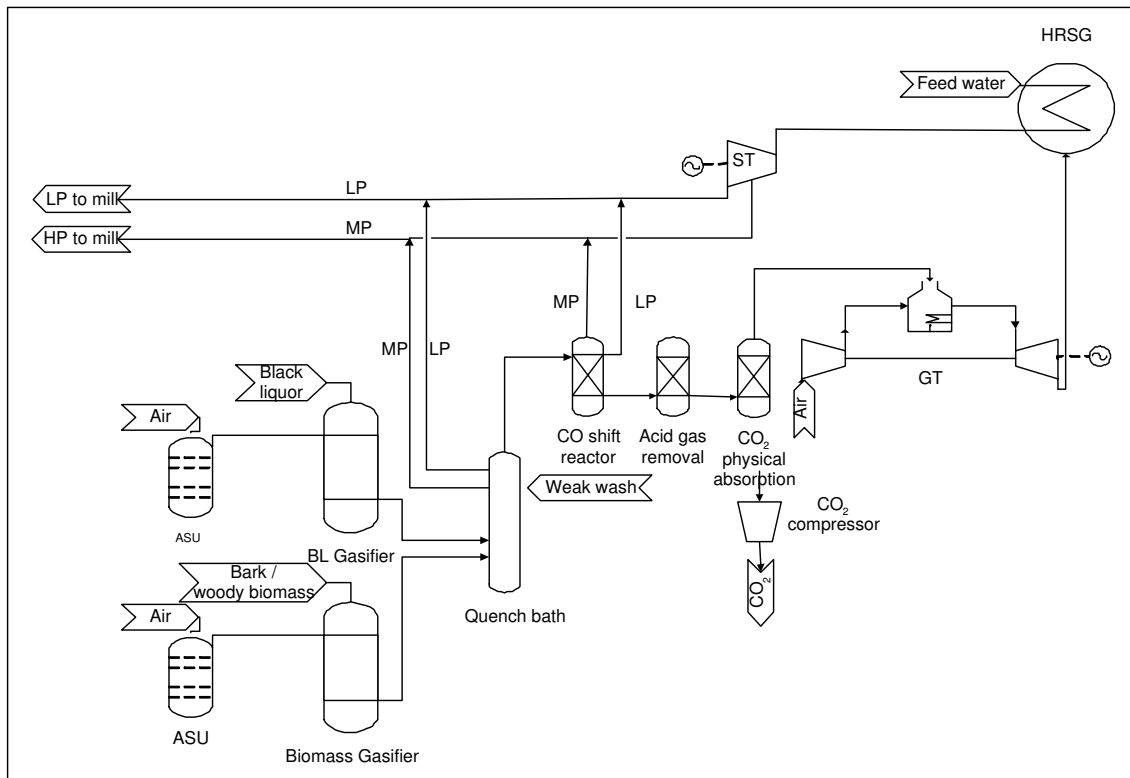 HRSG
Feed water
ST
LP
LP to mill
MP
HP to mill
MP
LP
MP
LP
Black
liquor
Air
GT
Air
CO shift
reactor
Acid gas
removal
CO₂
physical
absorption
Weak wash
CO₂
compressor
ASU
BL Gasifier
Bark /
woody biomass
Air
CO₂
Quench bath
ASU
Biomass Gasifier